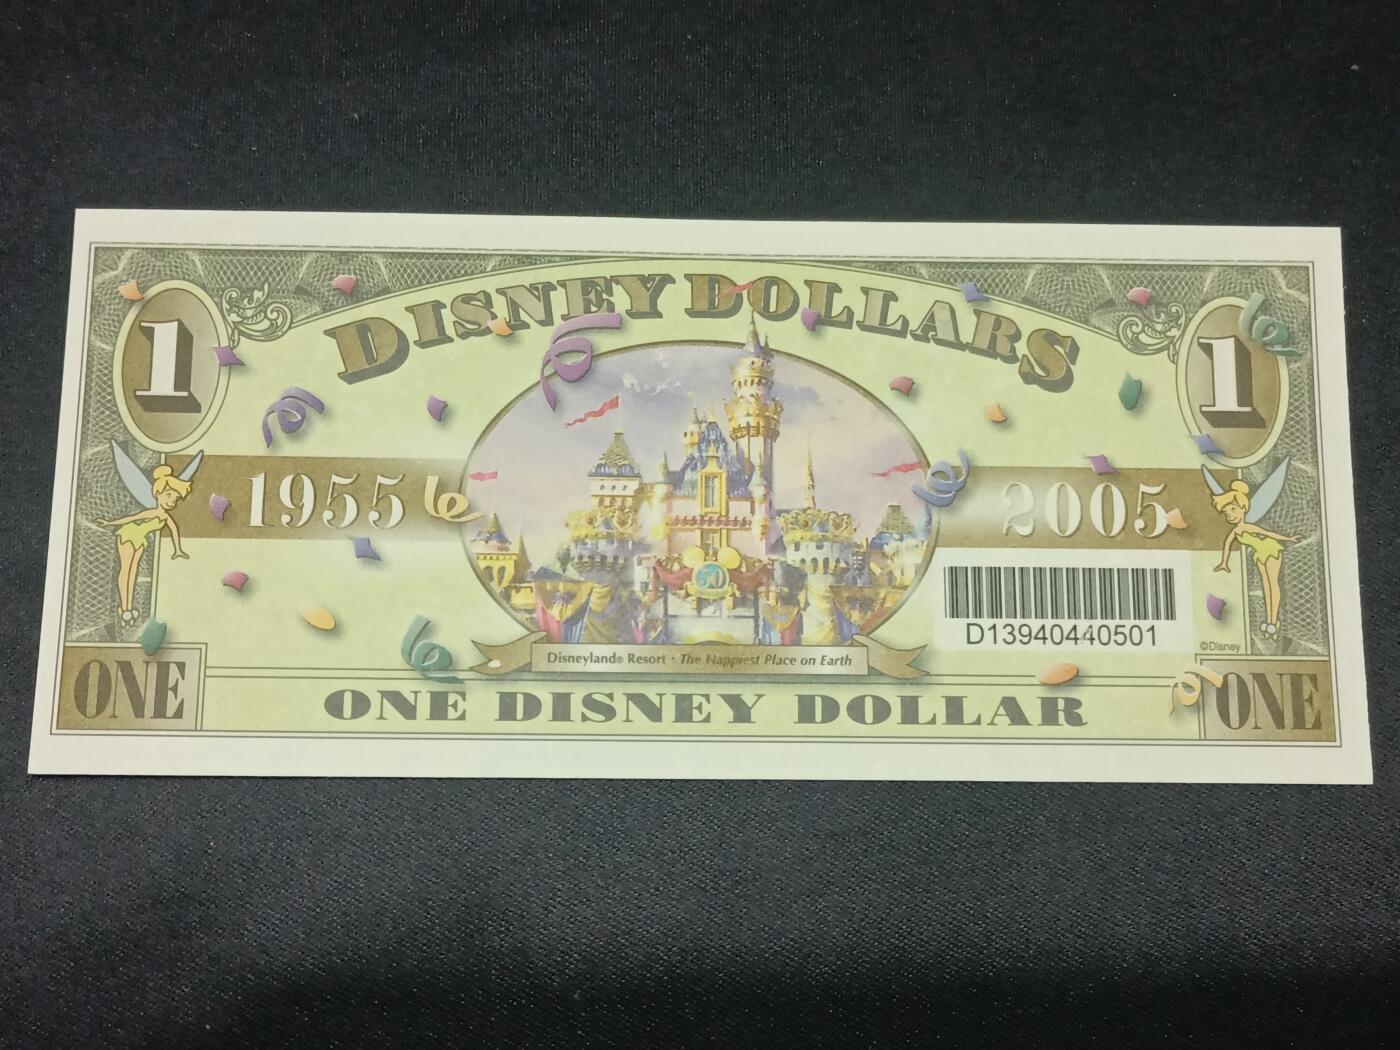 DISNEY DOLLARS
1
1
1955
2005
50
D13940440501
©Disney
Disneyland® Resort · The Happiest Place on Earth
ONE
ONE DISNEY DOLLAR
ONE